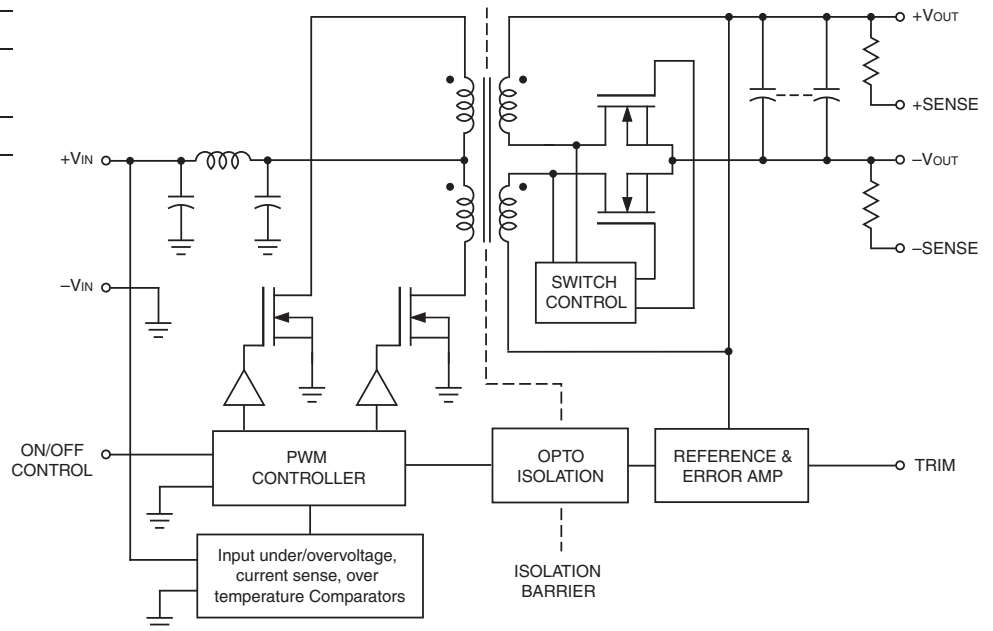 +VOUT
+SENSE
+VIN
–VOUT
–SENSE
–VIN
SWITCH
CONTROL
ON/OFF
CONTROL
PWM
CONTROLLER
OPTO
ISOLATION
REFERENCE &
ERROR AMP
TRIM
Input under/overvoltage,
current sense, over
temperature Comparators
ISOLATION
BARRIER